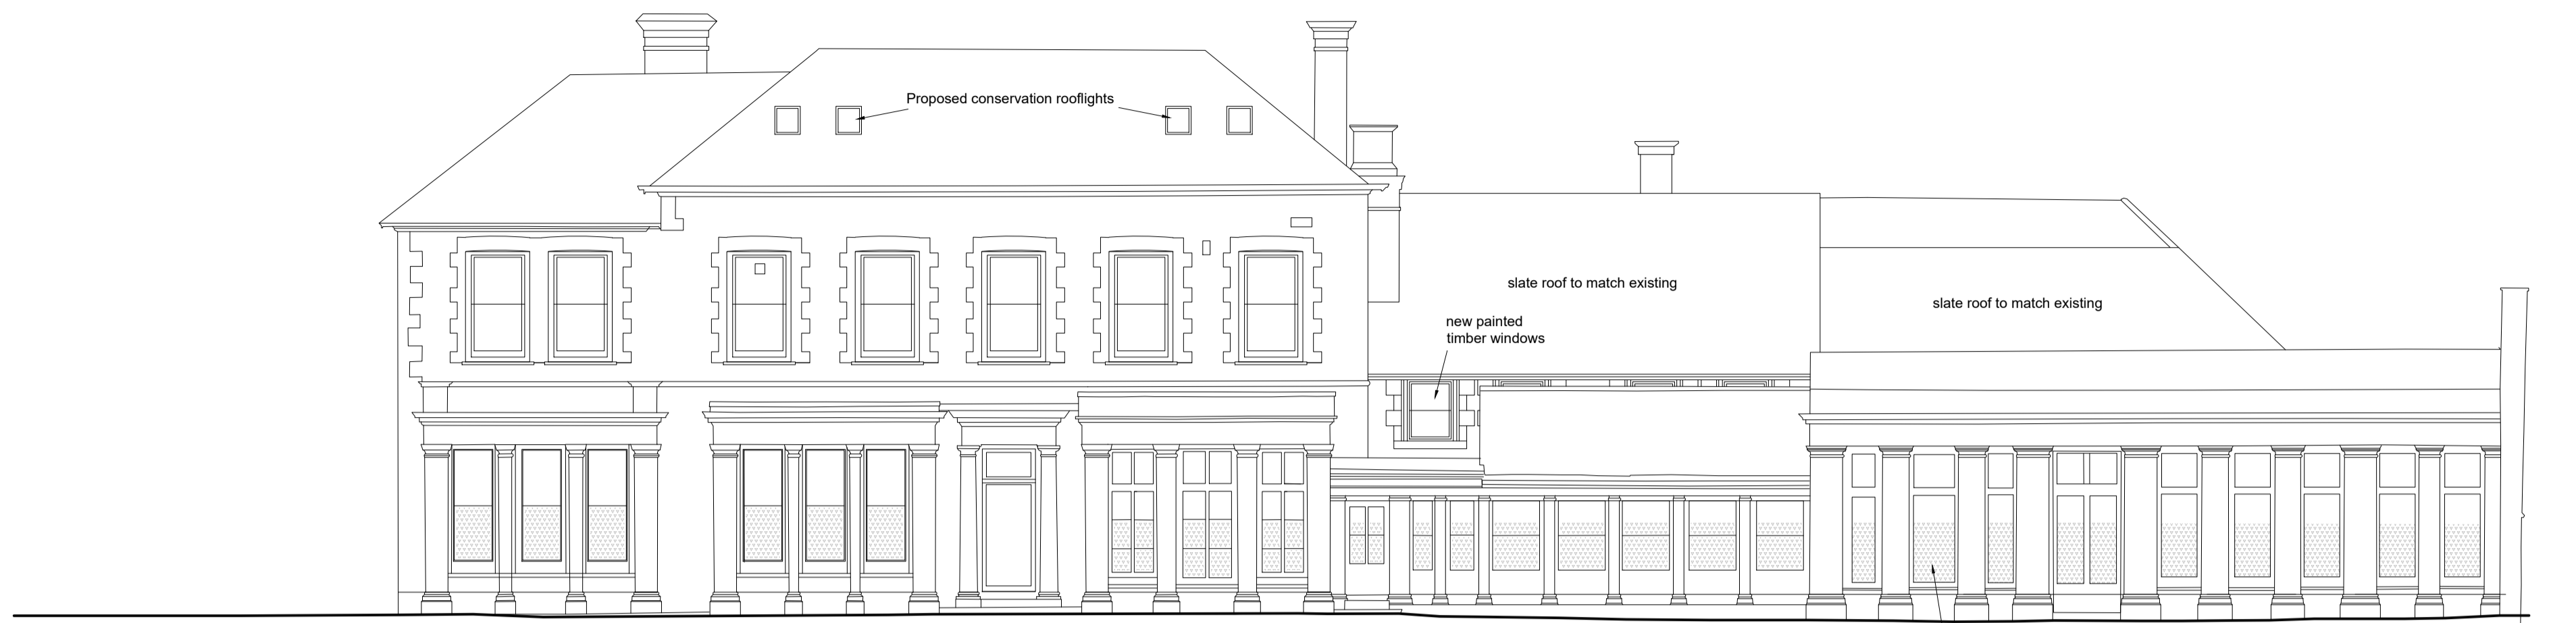 Proposed conservation rooflights
slate roof to match existing
slate roof to match existing
new painted
timber windows